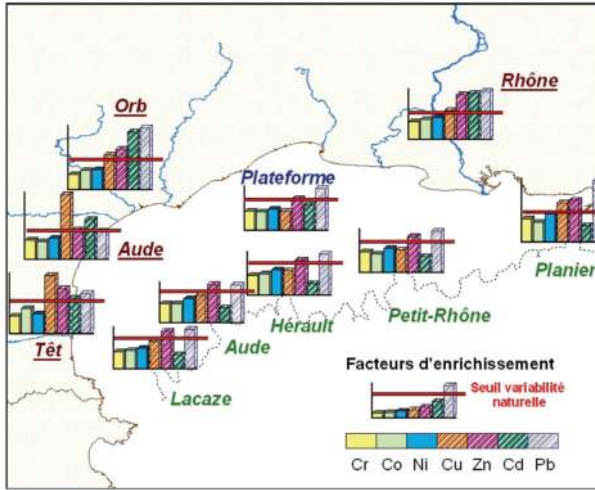 Orb
Rhône
Plateforme
Aude
Planier
Hérault
Petit-Rhône
Aude
Têt
Lacaze
Facteurs d'enrichissement
Seuil variabilité
naturelle
Cr Co Ni Cu Zn Cd Pb